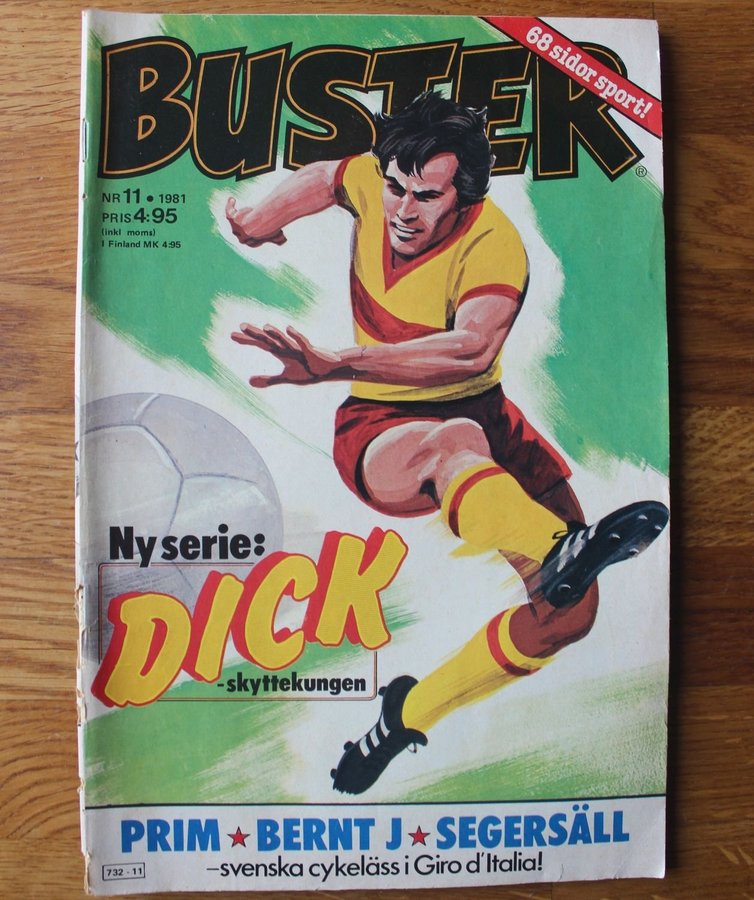 BUSTER®
68 sidor sport!
NR 11 • 1981
PRIS 4:95
(inkl moms)
I Finland MK 4:95
Ny serie:
DICK
-skyttekungen
PRIM ★ BERNT J ★ SEGERSÄLL
–svenska cykeläss i Giro d'Italia!
732 - 11